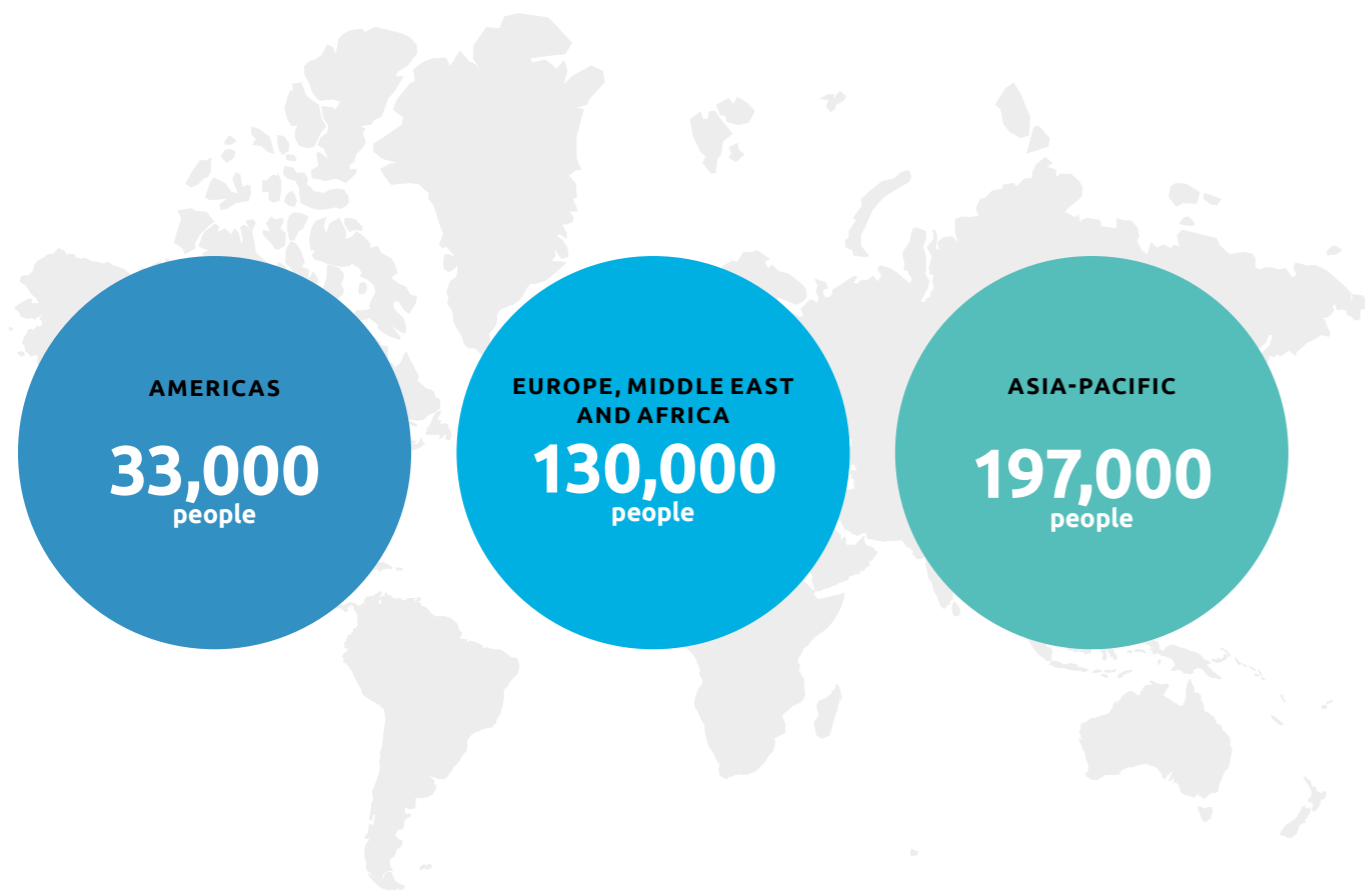 AMERICAS
33,000
people
EUROPE, MIDDLE EAST
AND AFRICA
130,000
people
ASIA-PACIFIC
197,000
people